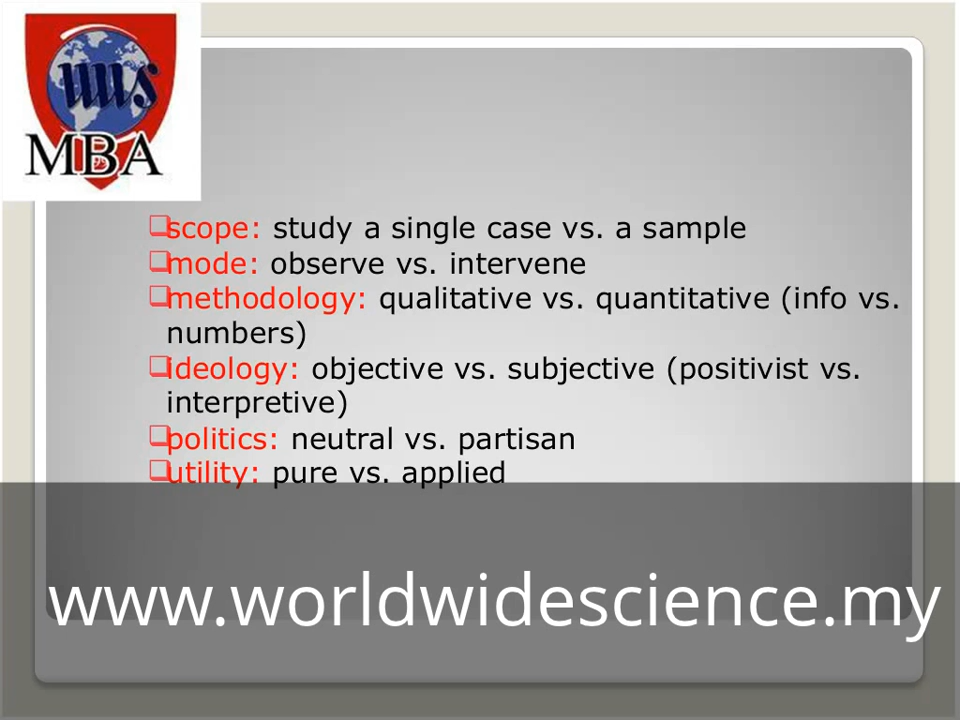 wws
MBA
scope: study a single case vs. a sample
mode: observe vs. intervene
methodology: qualitative vs. quantitative (info vs.
numbers)
ideology: objective vs. subjective (positivist vs.
interpretive)
politics: neutral vs. partisan
utility: pure vs. applied
www.worldwidescience.my